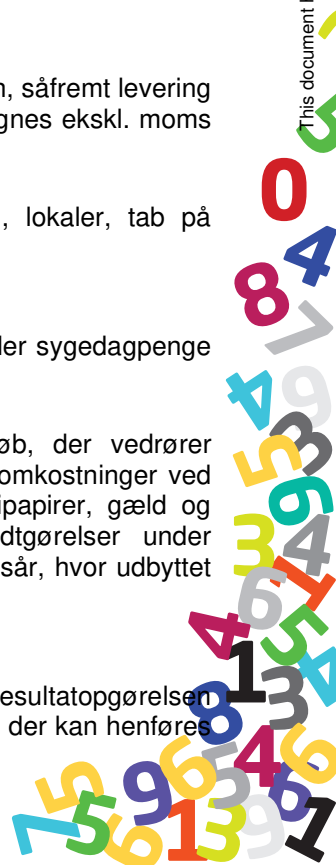 This document h
n, såfremt levering
gnes ekskl. moms
, lokaler, tab på
ler sygedagpenge
øb, der vedrører
omkostninger ved
ipapirer, gæld og
dtgørelser under
sår, hvor udbyttet
esultatopgørelsen
der kan henføres